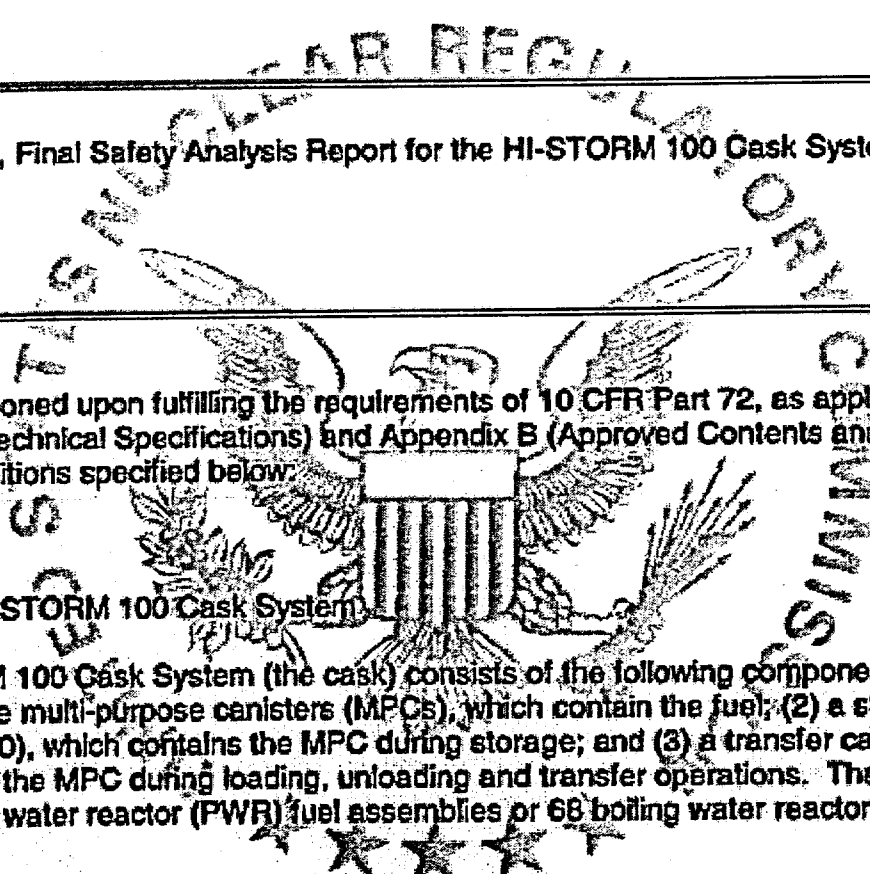 , Final Safety Analysis Report for the HI-STORM 100 Cask Syste
oned upon fulfilling the requirements of 10 CFR Part 72, as appl
echnical Specifications) and Appendix B (Approved Contents an
itions specified below:
STORM 100 Cask System
M 100 Cask System (the cask) consists of the following compone
e multi-purpose canisters (MPCs), which contain the fuel; (2) a s
0), which contains the MPC during storage; and (3) a transfer ca
the MPC during loading, unloading and transfer operations. The
water reactor (PWR) fuel assemblies or 68 boiling water reactor
TES NUCLEAR REGULATORY COMMIS